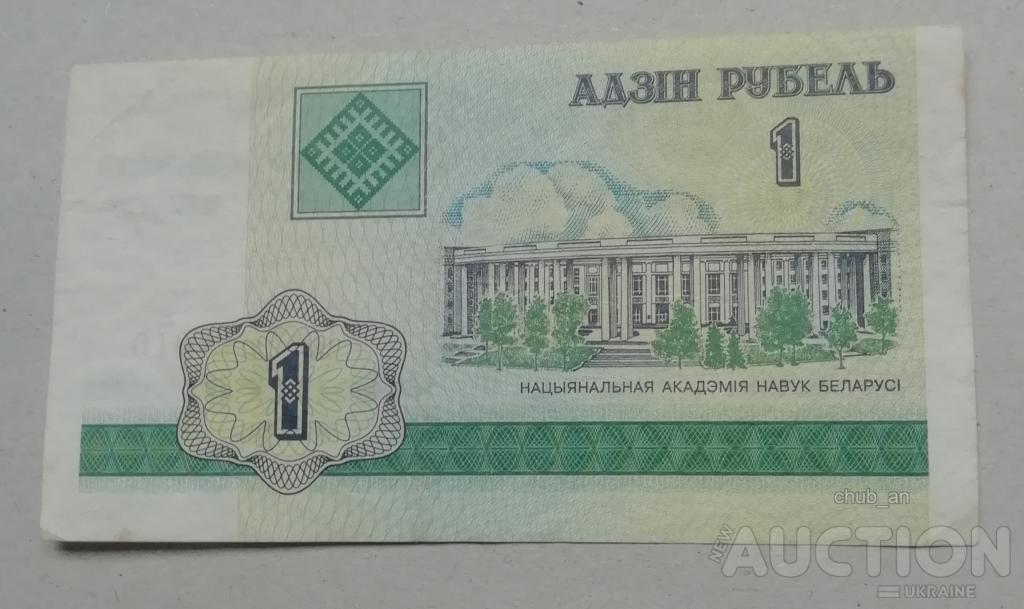 АДЗІН РУБЕЛЬ
1
НАЦЫЯНАЛЬНАЯ АКАДЭМІЯ НАВУК БЕЛАРУСІ
1
chub_an
NEW AUCTION
UKRAINE